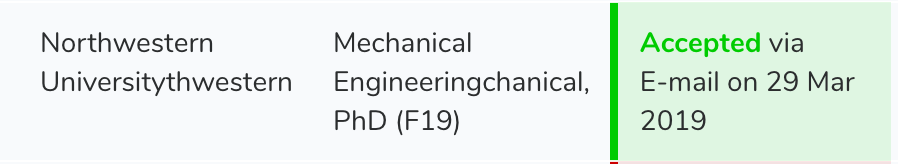 Northwestern
Universitythwestern
Mechanical
Engineeringchanical,
PhD (F19)
Accepted via
E-mail on 29 Mar
2019